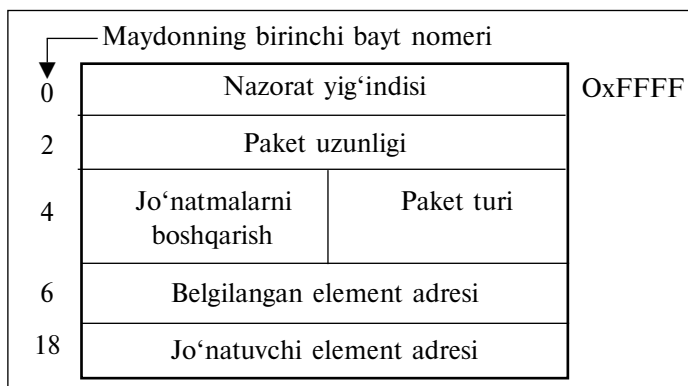 Maydonning birinchi bayt nomeri
0 Nazorat yig‘indisi OxFFFF
2 Paket uzunligi
4 Jo‘natmalarni boshqarish Paket turi
6 Belgilangan element adresi
18 Jo‘natuvchi element adresi